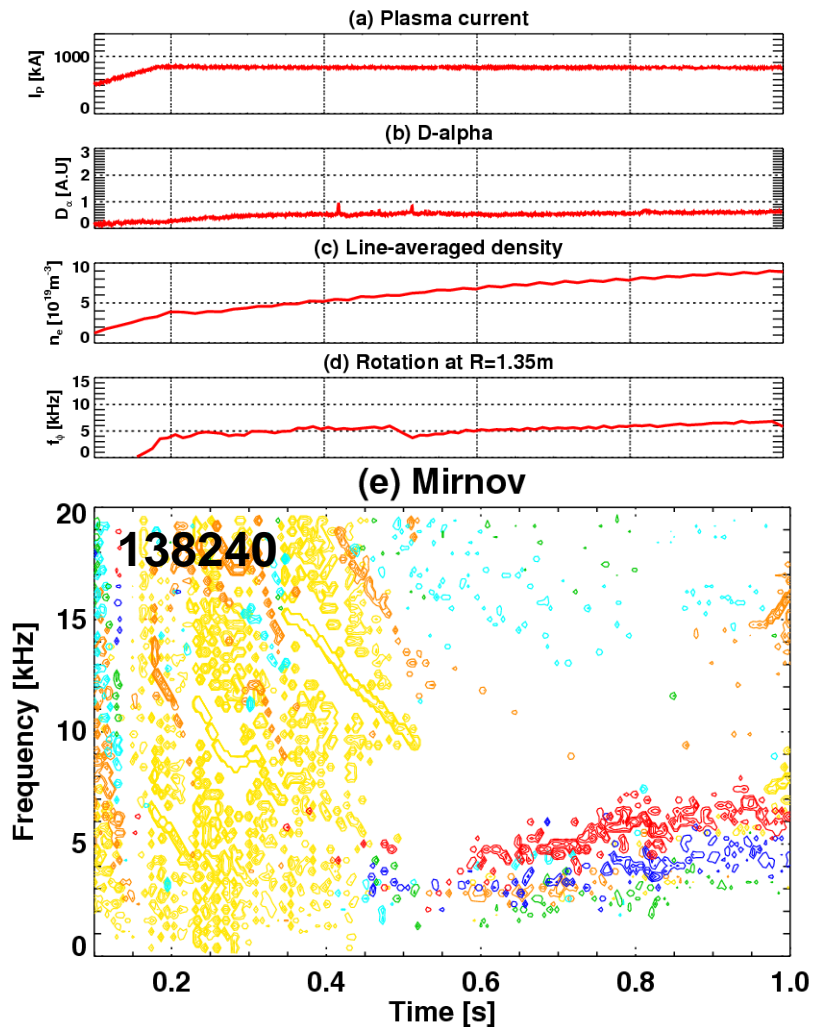 (a) Plasma current
Iₚ [kA]
1000
0
(b) D-alpha
Dα [A.U]
3
2
1
0
(c) Line-averaged density
nₑ [10¹⁹m⁻³]
10
5
0
(d) Rotation at R=1.35m
fϕ [kHz]
15
10
5
0
(e) Mirnov
138240
Frequency [kHz]
20
15
10
5
0
0.2 0.4 0.6 0.8 1.0
Time [s]